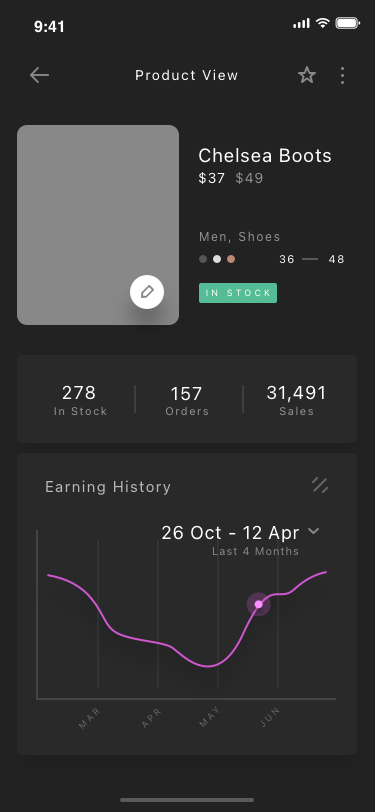 9:41
Product View
Chelsea Boots
$37 $49
Men, Shoes
36 — 48
IN STOCK
278
In Stock
157
Orders
31,491
Sales
Earning History
26 Oct - 12 Apr
Last 4 Months
MAR
APR
MAY
JUN